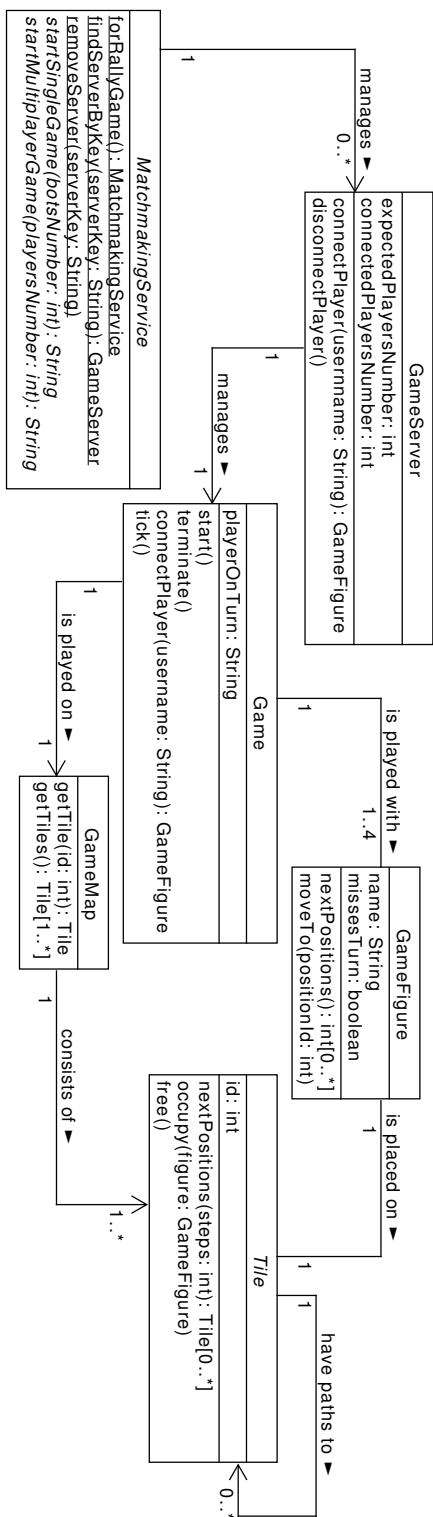 MatchmakingService
forRallyGame(): MatchmakingService
findServerByKey(serverKey: String): GameServer
removeServer(serverKey: String)
startSingleGame(botsNumber: int): String
startMultiplayerGame(playersNumber: int): String
1
manages ►
0..*
GameServer
expectedPlayersNumber: int
connectedPlayersNumber: int
connectPlayer(usernname: String): GameFigure
disconnectPlayer()
1
manages ►
1
Game
playerOnTurn: String
start()
terminate()
connectPlayer(username: String): GameFigure
tick()
1
is played with ►
1..4
GameFigure
name: String
missesTurn: boolean
nextPositions(): int[0..*]
moveTo(positionId: int)
1
is placed on ►
1
1
is played on ►
1
GameMap
getTile(id: int): Tile
getTiles(): Tile[1..*]
1
consists of ►
1..*
Tile
id: int
nextPositions(steps: int): Tile[0..*]
occupy(figure: GameFigure)
free()
1
have paths to ►
0..*